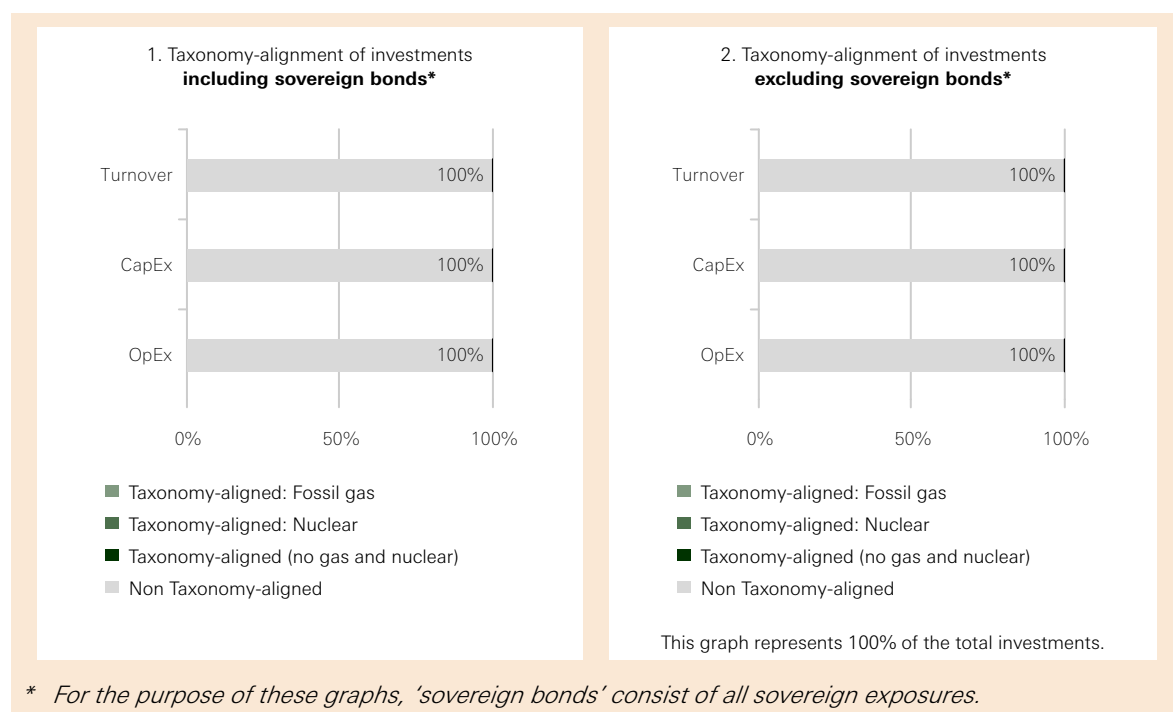 1. Taxonomy-alignment of investments
including sovereign bonds*
Turnover
100%
CapEx
100%
OpEx
100%
0%
50%
100%
Taxonomy-aligned: Fossil gas
Taxonomy-aligned: Nuclear
Taxonomy-aligned (no gas and nuclear)
Non Taxonomy-aligned
2. Taxonomy-alignment of investments
excluding sovereign bonds*
Turnover
100%
CapEx
100%
OpEx
100%
0%
50%
100%
Taxonomy-aligned: Fossil gas
Taxonomy-aligned: Nuclear
Taxonomy-aligned (no gas and nuclear)
Non Taxonomy-aligned
This graph represents 100% of the total investments.
* For the purpose of these graphs, ‘sovereign bonds’ consist of all sovereign exposures.